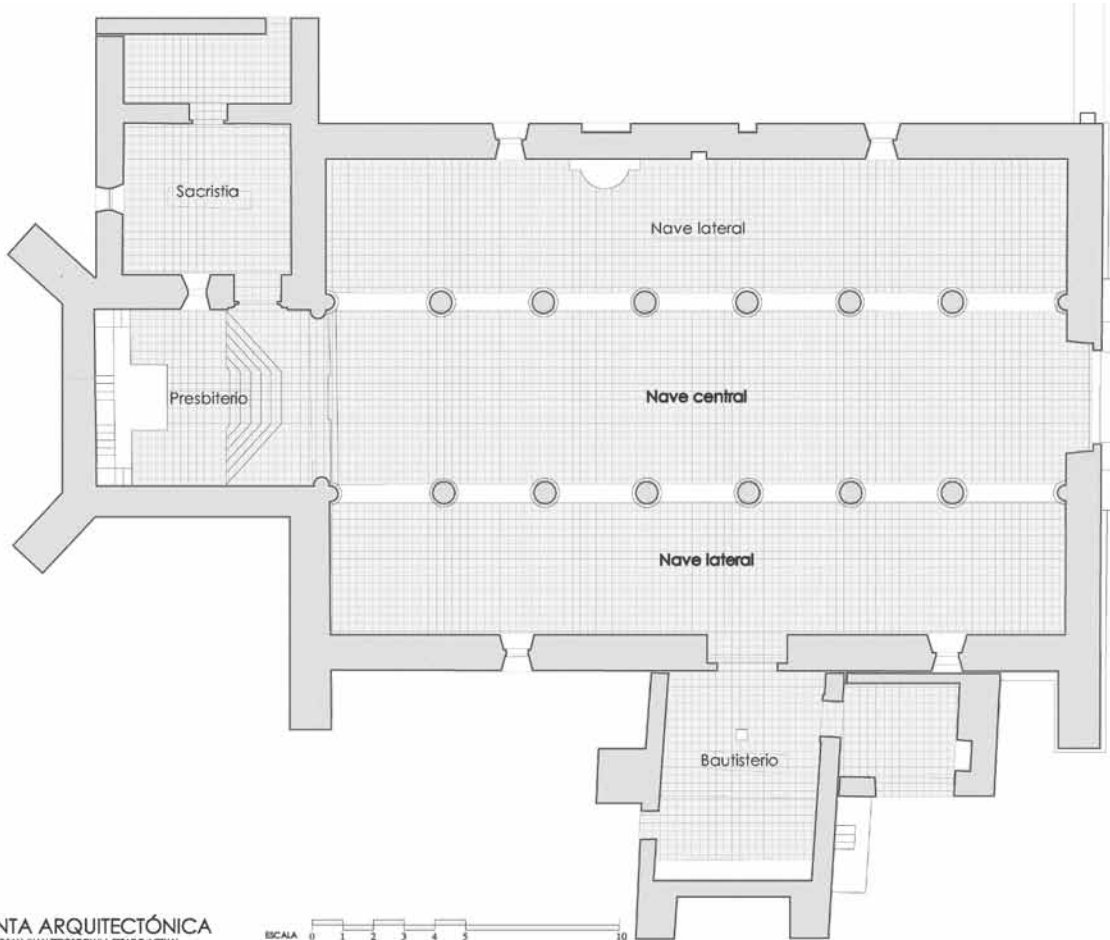 Sacristia
Nave lateral
Presbiterio
Nave central
Nave lateral
Bautisterio
NTA ARQUITECTÓNICA
ESCALA 0 1 2 3 4 5 10